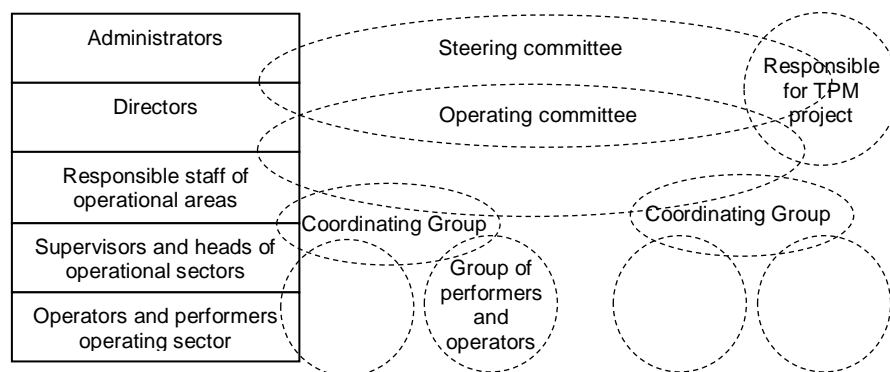 Administrators
Directors
Responsible staff of
operational areas
Supervisors and heads of
operational sectors
Operators and performers
operating sector
Steering committee
Operating committee
Responsible
for TPM
project
Coordinating Group
Coordinating Group
Group of
performers
and
operators